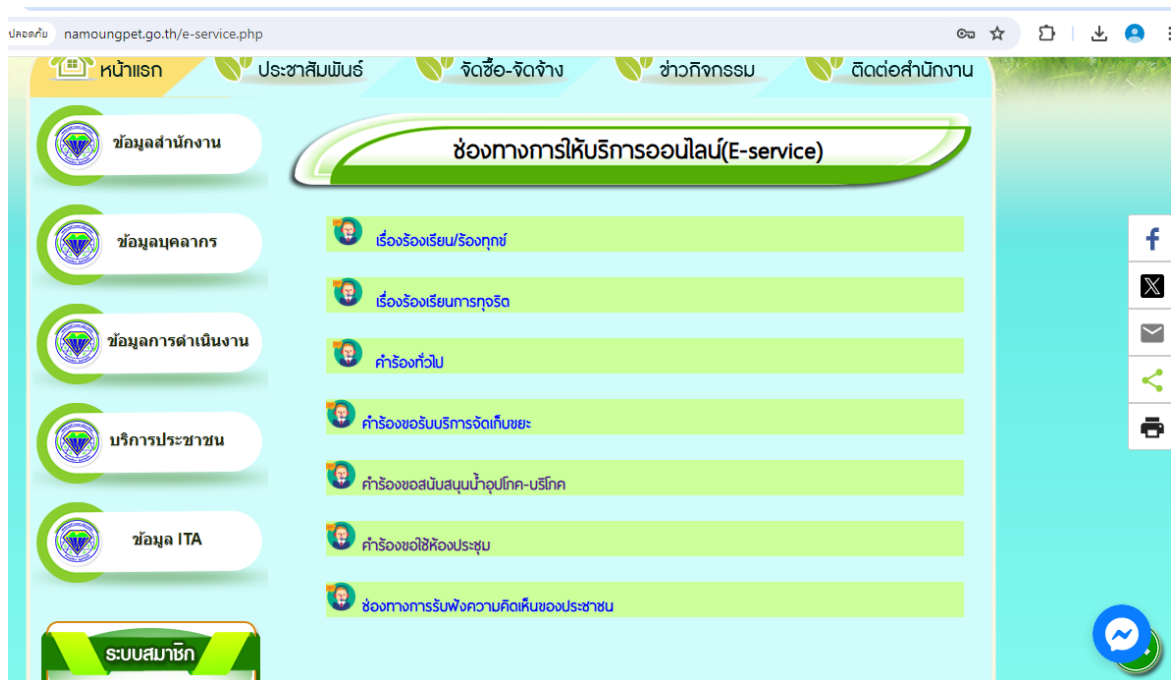 namoungpet.go.th/e-service.php
หน้าแรก
ประชาสัมพันธ์
จัดซื้อ-จัดจ้าง
ข่าวกิจกรรม
ติดต่อสำนักงาน
ข้อมูลสำนักงาน
ข้อมูลบุคลากร
ข้อมูลการดำเนินงาน
บริการประชาชน
ข้อมูล ITA
ระบบสมาชิก
ช่องทางการให้บริการออนไลน์(E-service)
เรื่องร้องเรียน/ร้องทุกข์
เรื่องร้องเรียนการทุจริต
คำร้องทั่วไป
คำร้องขอรับบริการจัดเก็บขยะ
คำร้องขอสนับสนุนน้ำอุปโภค-บริโภค
คำร้องขอใช้ห้องประชุม
ช่องทางการรับฟังความคิดเห็นของประชาชน